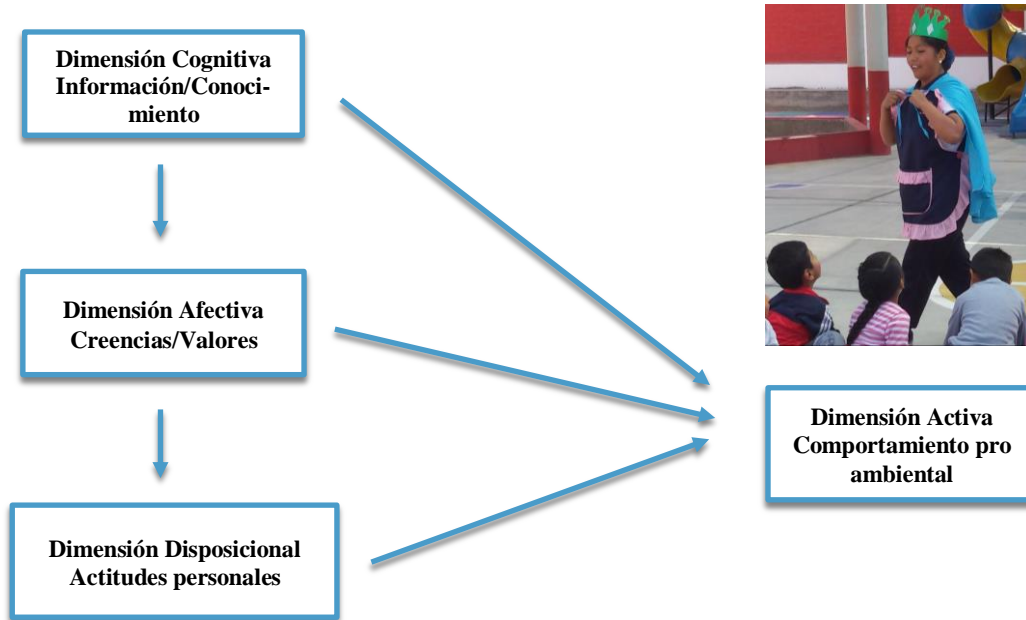 Dimensión Cognitiva
Información/Conoci-
miento
Dimensión Afectiva
Creencias/Valores
Dimensión Activa
Comportamiento pro
ambiental
Dimensión Disposicional
Actitudes personales